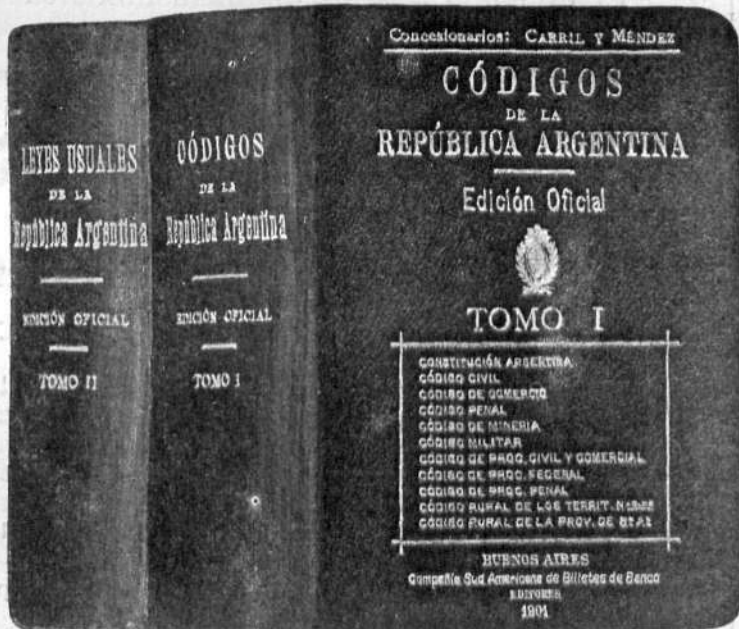 LEYES USUALES
DE LA
República Argentina
EDICIÓN OFICIAL
TOMO II
CÓDIGOS
DE LA
República Argentina
EDICIÓN OFICIAL
TOMO I
Concesionarios: CARRIL Y MÉNDEZ
CÓDIGOS
DE LA
REPÚBLICA ARGENTINA
Edición Oficial
TOMO I
CONSTITUCIÓN ARGENTINA
CÓDIGO CIVIL
CÓDIGO DE COMERCIO
CÓDIGO PENAL
CÓDIGO DE MINERIA
CÓDIGO MILITAR
CÓDIGO DE PROC. CIVIL Y COMERCIAL
CÓDIGO DE PROC. FEDERAL
CÓDIGO DE PROC. PENAL
CÓDIGO RURAL DE LOS TERRIT.
CÓDIGO RURAL DE LA PROV. DE Bs As
BUENOS AIRES
Compañía Sud Americana de Billetes de Banco
EDITORES
1901